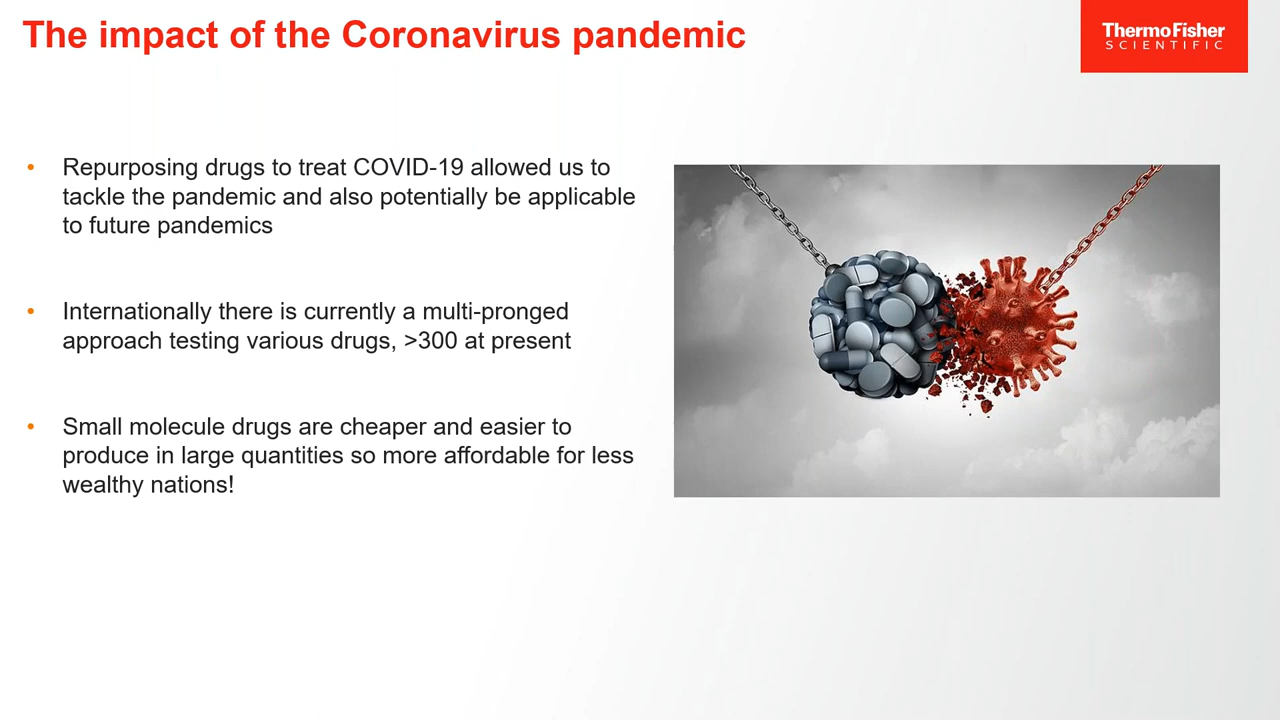 The impact of the Coronavirus pandemic
ThermoFisher
SCIENTIFIC
• Repurposing drugs to treat COVID-19 allowed us to
tackle the pandemic and also potentially be applicable
to future pandemics
• Internationally there is currently a multi-pronged
approach testing various drugs, >300 at present
• Small molecule drugs are cheaper and easier to
produce in large quantities so more affordable for less
wealthy nations!